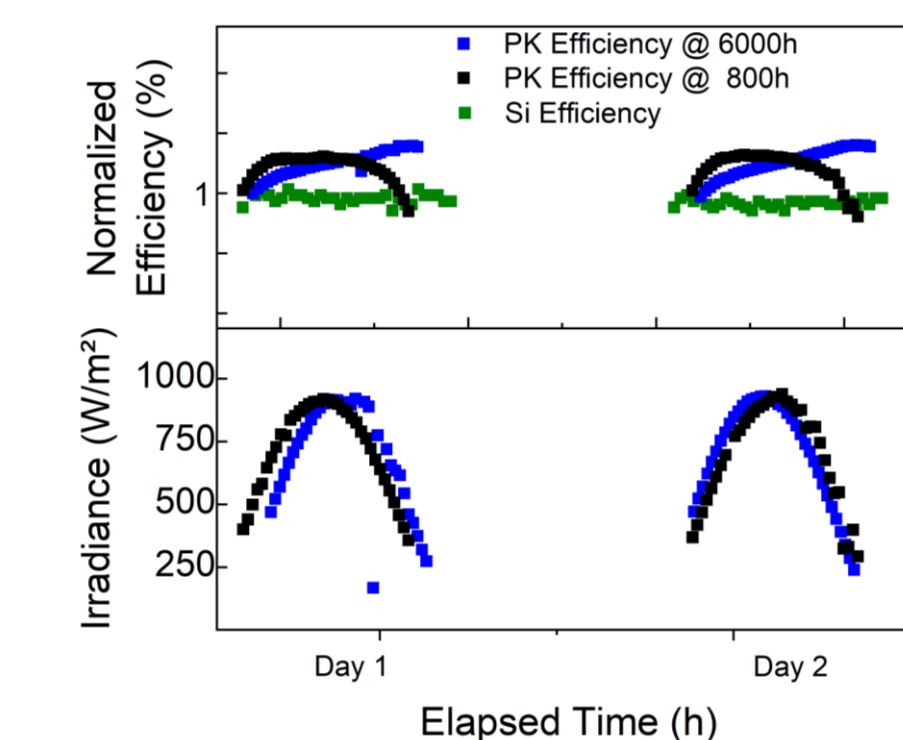 PK Efficiency @ 6000h
PK Efficiency @ 800h
Si Efficiency
Normalized
Efficiency (%)
1
Irradiance (W/m²)
1000
750
500
250
Day 1
Day 2
Elapsed Time (h)